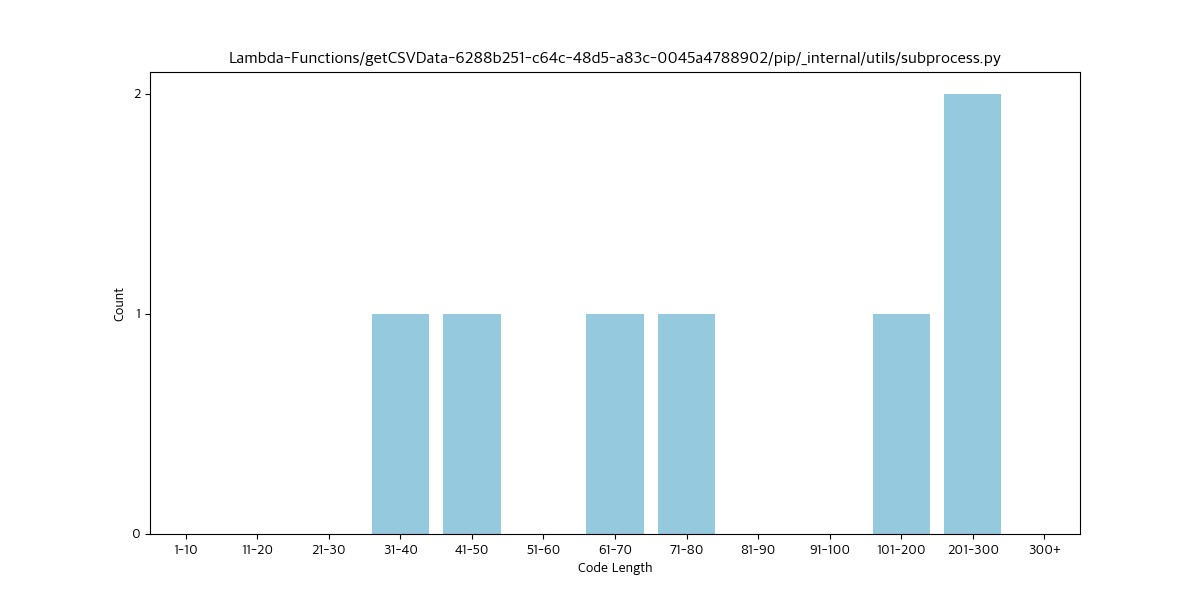 Lambda-Functions/getCSVData-6288b251-c64c-48d5-a83c-0045a4788902/pip/_internal/utils/subprocess.py
2
1
0
Count
1-10 11-20 21-30 31-40 41-50 51-60 61-70 71-80 81-90 91-100 101-200 201-300 300+
Code Length